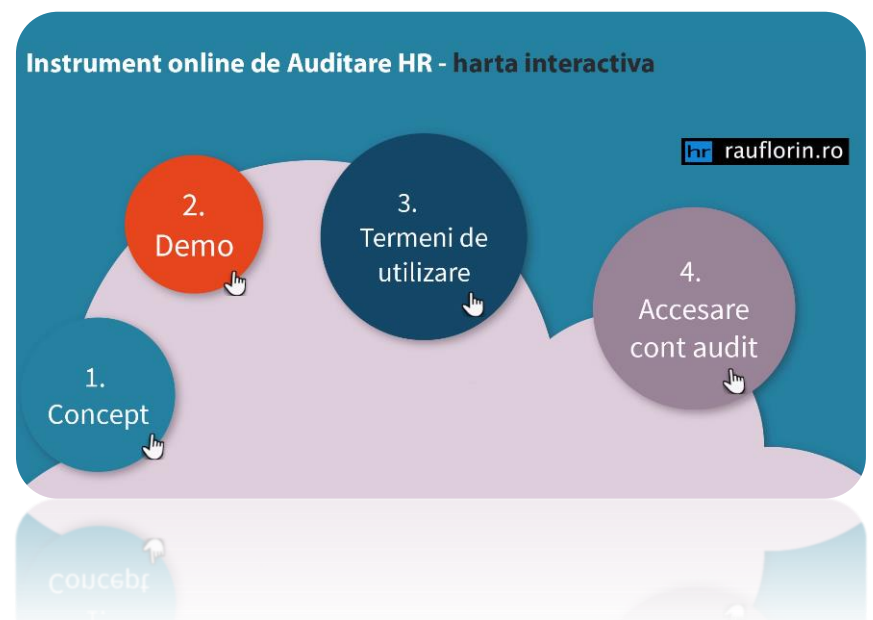 Instrument online de Auditare HR - harta interactiva
hr rauflorin.ro
2.
Demo
3.
Termeni de
utilizare
4.
Accesare
cont audit
1.
Concept